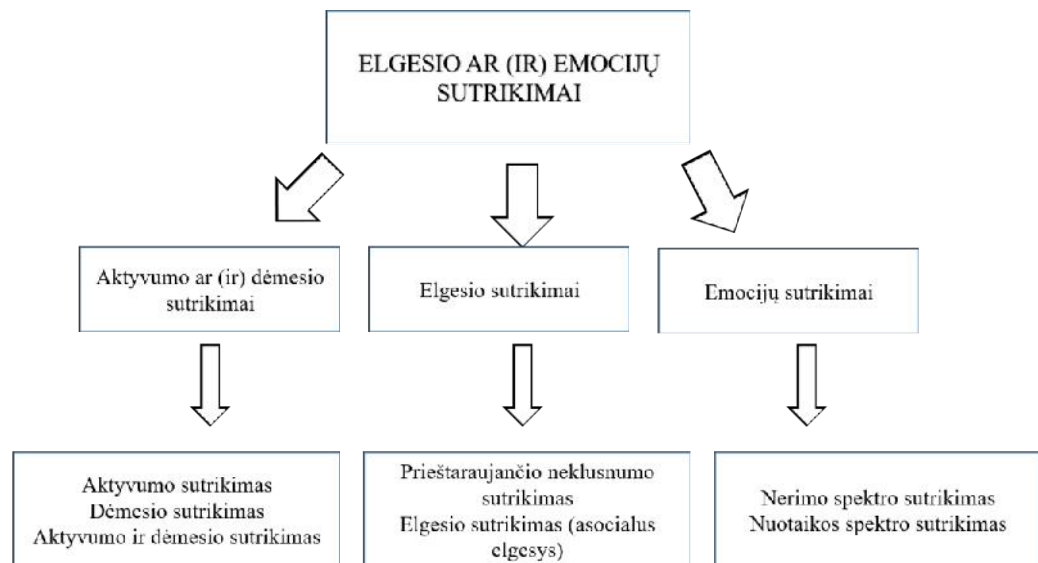 ELGESIO AR (IR) EMOCIJŲ
SUTRIKIMAI
Aktyvumo ar (ir) dėmesio
sutrikimai
Elgesio sutrikimai
Emocijų sutrikimai
Aktyvumo sutrikimas
Dėmesio sutrikimas
Aktyvumo ir dėmesio sutrikimas
Prieštaraujančio neklusnumo
sutrikimas
Elgesio sutrikimas (asocialus
elgesys)
Nerimo spektro sutrikimas
Nuotaikos spektro sutrikimas